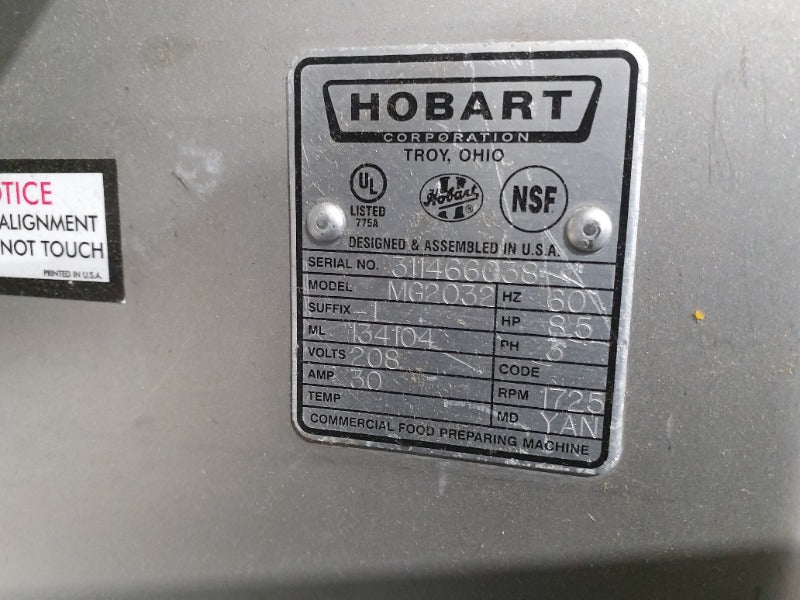 HOBART
CORPORATION
TROY, OHIO
UL
LISTED
775A
Hobart
NSF
DESIGNED & ASSEMBLED IN U.S.A.
SERIAL NO. 311466038
MODEL MG2032 HZ 60
SUFFIX -1 HP 8.5
ML 134104 PH 3
VOLTS 208 CODE
AMP 30 RPM 1725
TEMP MD YAN
COMMERCIAL FOOD PREPARING MACHINE
OTICE
ALIGNMENT
NOT TOUCH
PRINTED IN U.S.A.